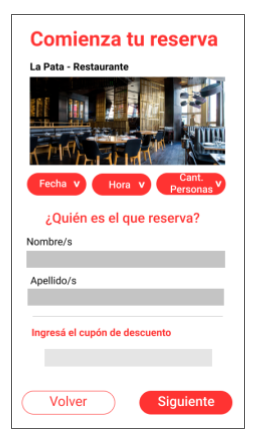 Comienza tu reserva
La Pata - Restaurante
Fecha v
Hora v
Cant.
Personas v
¿Quién es el que reserva?
Nombre/s
Apellido/s
Ingresá el cupón de descuento
Volver
Siguiente